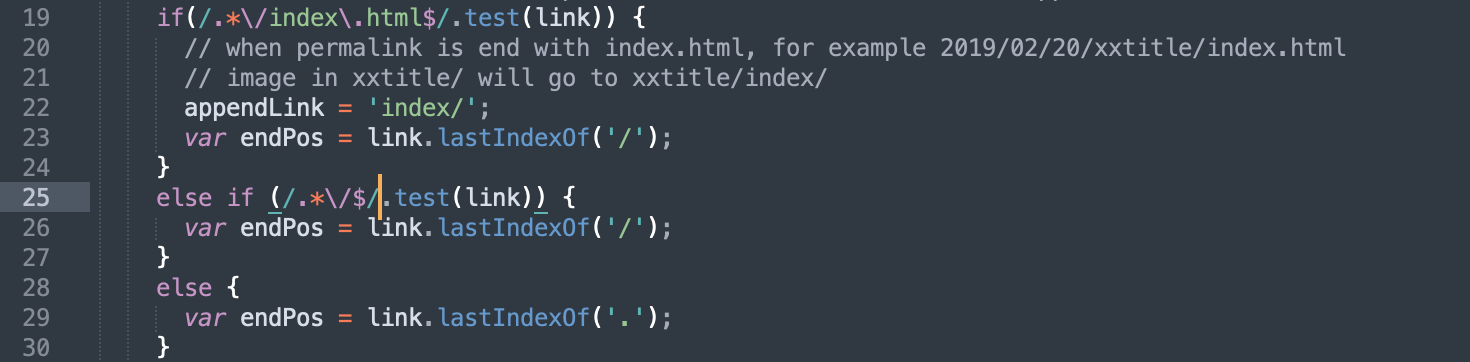 19 if(/.*\/index\.html$/.test(link)) {
20 // when permalink is end with index.html, for example 2019/02/20/xxtitle/index.html
21 // image in xxtitle/ will go to xxtitle/index/
22 appendLink = 'index/';
23 var endPos = link.lastIndexOf('/');
24 }
25 else if (/.*\/$/.test(link)) {
26 var endPos = link.lastIndexOf('/');
27 }
28 else {
29 var endPos = link.lastIndexOf('.');
30 }